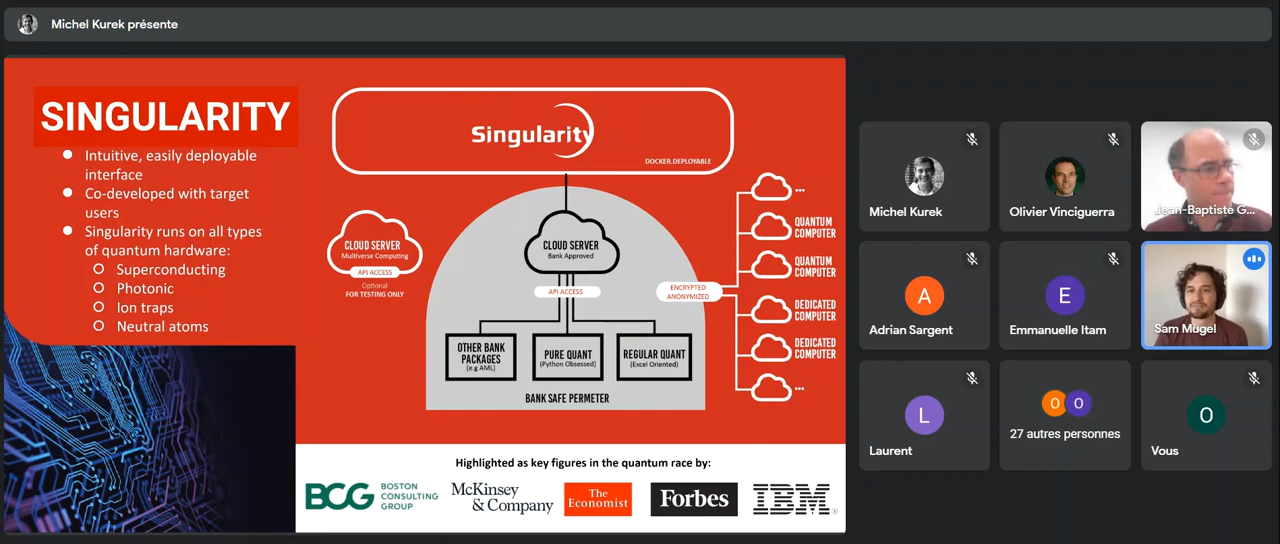 Michel Kurek présente
SINGULARITY
Intuitive, easily deployable
interface
Co-developed with target
users
Singularity runs on all types
of quantum hardware:
Superconducting
Photonic
Ion traps
Neutral atoms
Singularity
DOCKER.DEPLOYABLE
CLOUD SERVER
Multiverse Computing
API ACCESS
Optional
FOR TESTING ONLY
CLOUD SERVER
Bank Approved
API ACCESS
ENCRYPTED
ANONYMIZED
OTHER BANK
PACKAGES
(e.g AML)
PURE QUANT
(Python Obsessed)
REGULAR QUANT
(Excel Oriented)
BANK SAFE PERIMETER
...
QUANTUM
COMPUTER
QUANTUM
COMPUTER
DEDICATED
COMPUTER
DEDICATED
COMPUTER
...
Highlighted as key figures in the quantum race by:
BCG
BOSTON
CONSULTING
GROUP
McKinsey
& Company
The
Economist
Forbes
IBM
Michel Kurek
Olivier Vinciguerra
Jean-Baptiste G...
A
Adrian Sargent
E
Emmanuelle Itam
Sam Mugel
L
Laurent
O O
27 autres personnes
O
Vous